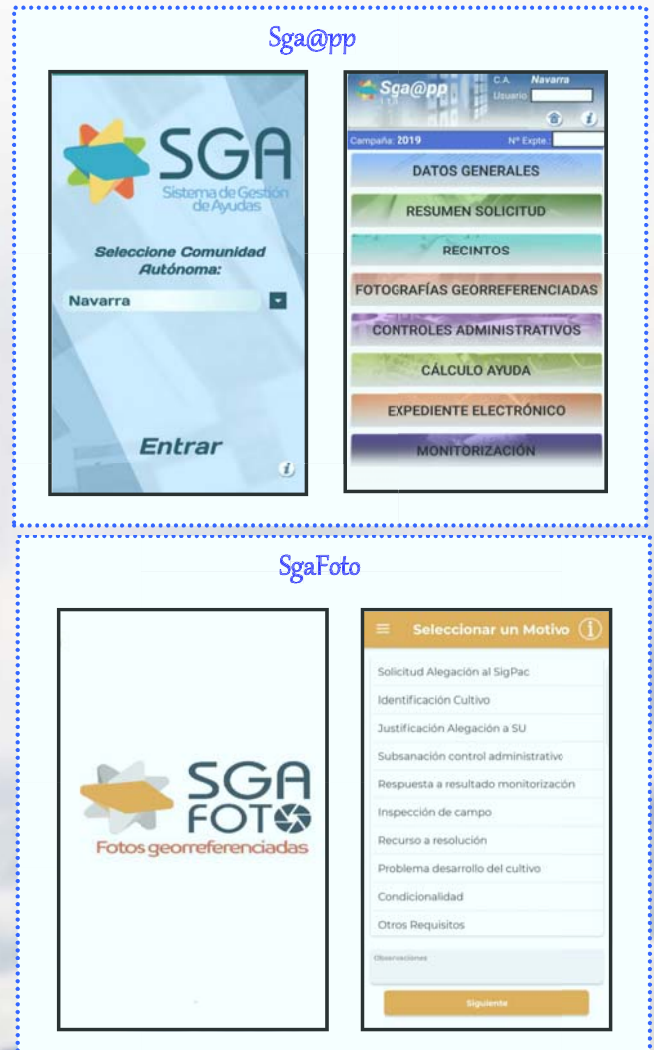 Sga@pp
SGA
Sistema de Gestión
de Ayudas
Seleccione Comunidad
Autónoma:
Navarra
Entrar
i
Sga@pp
C.A. Navarra
Usuario
i
Campaña: 2019 Nº Expte.:
DATOS GENERALES
RESUMEN SOLICITUD
RECINTOS
FOTOGRAFÍAS GEORREFERENCIADAS
CONTROLES ADMINISTRATIVOS
CÁLCULO AYUDA
EXPEDIENTE ELECTRÓNICO
MONITORIZACIÓN
SgaFoto
SGA
FOTO
Fotos georreferenciadas
Seleccionar un Motivo i
Solicitud Alegación al SigPac
Identificación Cultivo
Justificación Alegación a SU
Subsanación control administrativo
Respuesta a resultado monitorizacón
Inspección de campo
Recurso a resolución
Problema desarrollo del cultivo
Condicionalidad
Otros Requisitos
Observaciones
Siguiente